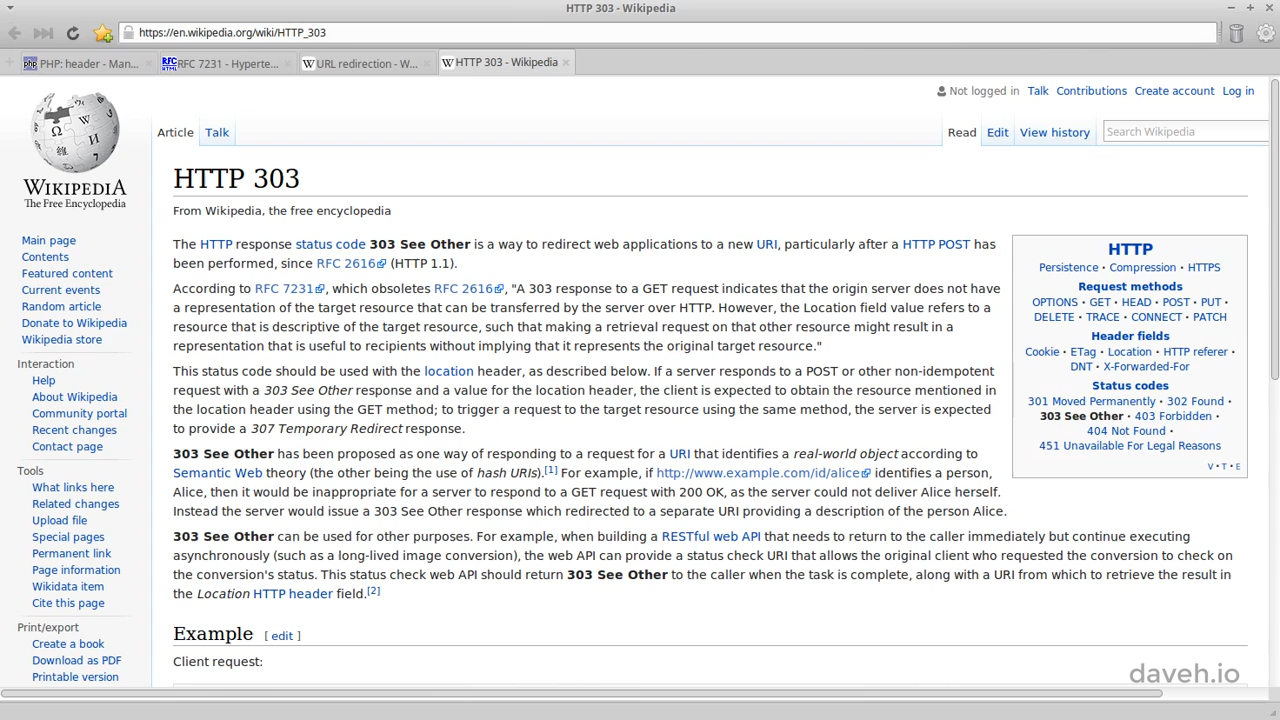 HTTP 303 - Wikipedia
https://en.wikipedia.org/wiki/HTTP_303
PHP: header - Man...
RFC 7231 - Hyperte...
URL redirection - W...
HTTP 303 - Wikipedia
Not logged in Talk Contributions Create account Log in
Article Talk
Read Edit View history Search Wikipedia
WIKIPEDIA
The Free Encyclopedia
Main page
Contents
Featured content
Current events
Random article
Donate to Wikipedia
Wikipedia store
Interaction
Help
About Wikipedia
Community portal
Recent changes
Contact page
Tools
What links here
Related changes
Upload file
Special pages
Permanent link
Page information
Wikidata item
Cite this page
Print/export
Create a book
Download as PDF
Printable version
HTTP 303
From Wikipedia, the free encyclopedia
The HTTP response status code 303 See Other is a way to redirect web applications to a new URI, particularly after a HTTP POST has
been performed, since RFC 2616 (HTTP 1.1).
According to RFC 7231, which obsoletes RFC 2616, "A 303 response to a GET request indicates that the origin server does not have
a representation of the target resource that can be transferred by the server over HTTP. However, the Location field value refers to a
resource that is descriptive of the target resource, such that making a retrieval request on that other resource might result in a
representation that is useful to recipients without implying that it represents the original target resource."
This status code should be used with the location header, as described below. If a server responds to a POST or other non-idempotent
request with a 303 See Other response and a value for the location header, the client is expected to obtain the resource mentioned in
the location header using the GET method; to trigger a request to the target resource using the same method, the server is expected
to provide a 307 Temporary Redirect response.
303 See Other has been proposed as one way of responding to a request for a URI that identifies a real-world object according to
Semantic Web theory (the other being the use of hash URIs).[1] For example, if http://www.example.com/id/alice identifies a person,
Alice, then it would be inappropriate for a server to respond to a GET request with 200 OK, as the server could not deliver Alice herself.
Instead the server would issue a 303 See Other response which redirected to a separate URI providing a description of the person Alice.
303 See Other can be used for other purposes. For example, when building a RESTful web API that needs to return to the caller immediately but continue executing
asynchronously (such as a long-lived image conversion), the web API can provide a status check URI that allows the original client who requested the conversion to check on
the conversion's status. This status check web API should return 303 See Other to the caller when the task is complete, along with a URI from which to retrieve the result in
the Location HTTP header field.[2]
Example [ edit ]
Client request:
HTTP
Persistence • Compression • HTTPS
Request methods
OPTIONS • GET • HEAD • POST • PUT •
DELETE • TRACE • CONNECT • PATCH
Header fields
Cookie • ETag • Location • HTTP referer •
DNT • X-Forwarded-For
Status codes
301 Moved Permanently • 302 Found •
303 See Other • 403 Forbidden •
404 Not Found •
451 Unavailable For Legal Reasons
V • T • E
daveh.io